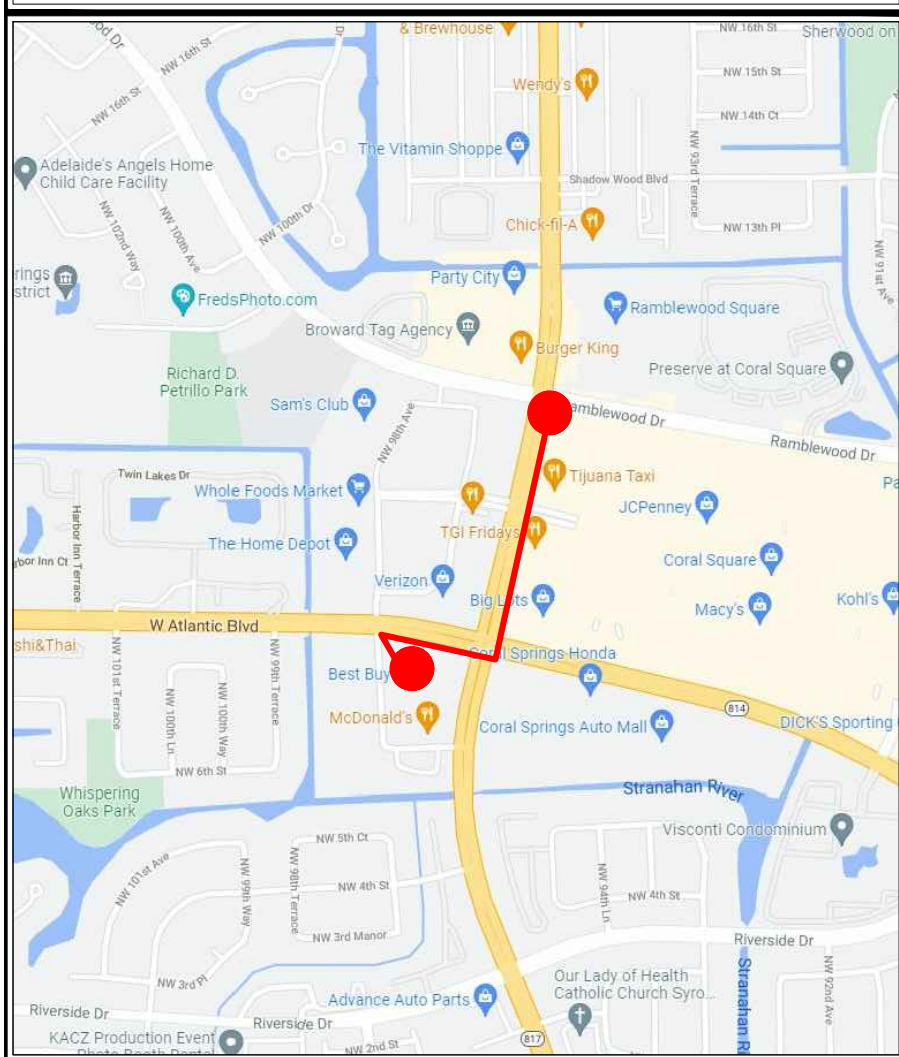 & Brewhouse
NW 16th St
Sherwood on
NW 16th St
Wendy's
NW 15th St
NW 16th St
NW 14th Ct
The Vitamin Shoppe
Adelaide's Angels Home
Child Care Facility
Shadow Wood Blvd
NW 93rd Terrace
NW 100th Dr
Chick-fil-A
NW 13th Pl
NW 102nd Way
NW 100th Ave
NW 91st Ave
Party City
FredsPhoto.com
Ramblewood Square
Broward Tag Agency
Burger King
Richard D.
Petrillo Park
Preserve at Coral Square
Sam's Club
amblewood Dr
NW 98th Ave
Ramblewood Dr
Twin Lakes Dr
Tijuana Taxi
Whole Foods Market
JCPenney
Harbor Inn Terrace
TGI Fridays
The Home Depot
Coral Square
bor Inn Ct
Verizon
Big Lots
Macy's
Kohl's
W Atlantic Blvd
shi&Thai
Coral Springs Honda
Best Buy
NW 101st Terrace
NW 100th Ln
NW 100th Way
NW 99th Terrace
McDonald's
814
Coral Springs Auto Mall
DICK'S Sporting
NW 6th St
Stranahan River
Whispering
Oaks Park
Visconti Condominium
NW 5th Ct
NW 101st Ave
NW 99th Way
NW 98th Terrace
NW 4th St
NW 94th Ln
NW 4th St
NW 3rd Manor
Riverside Dr
NW 3rd Pl
Our Lady of Health
Catholic Church Syro...
Advance Auto Parts
Stranahan Ri
NW 92nd Ave
Riverside Dr
Riverside Dr
KACZ Production Event
NW 2nd St
817